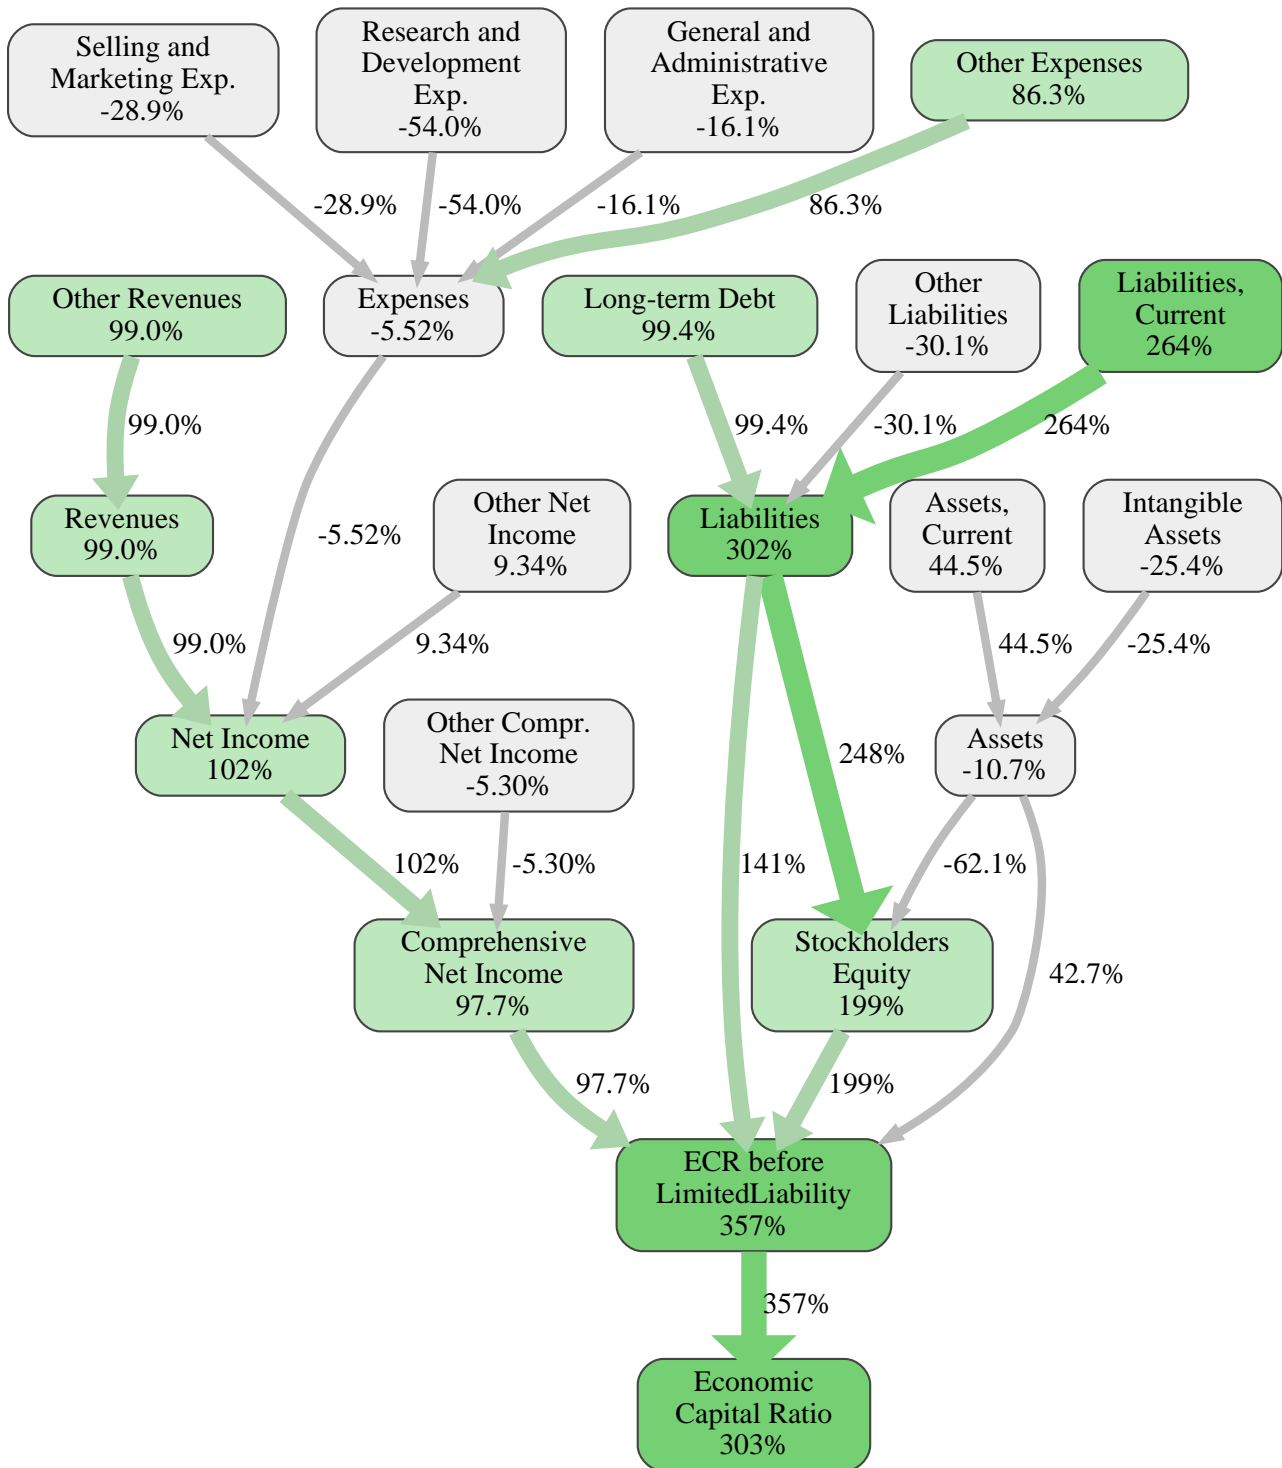 Selling and
Marketing Exp.
-28.9%
Research and
Development
Exp.
-54.0%
General and
Administrative
Exp.
-16.1%
Other Expenses
86.3%
-28.9%
-54.0%
-16.1%
86.3%
Other Revenues
99.0%
Expenses
-5.52%
Long-term Debt
99.4%
Other
Liabilities
-30.1%
Liabilities,
Current
264%
99.0%
99.4%
-30.1%
264%
Revenues
99.0%
-5.52%
Other Net
Income
9.34%
Liabilities
302%
Assets,
Current
44.5%
Intangible
Assets
-25.4%
99.0%
9.34%
44.5%
-25.4%
Net Income
102%
Other Compr.
Net Income
-5.30%
248%
Assets
-10.7%
102%
-5.30%
141%
-62.1%
Comprehensive
Net Income
97.7%
Stockholders
Equity
199%
42.7%
97.7%
199%
ECR before
LimitedLiability
357%
357%
Economic
Capital Ratio
303%